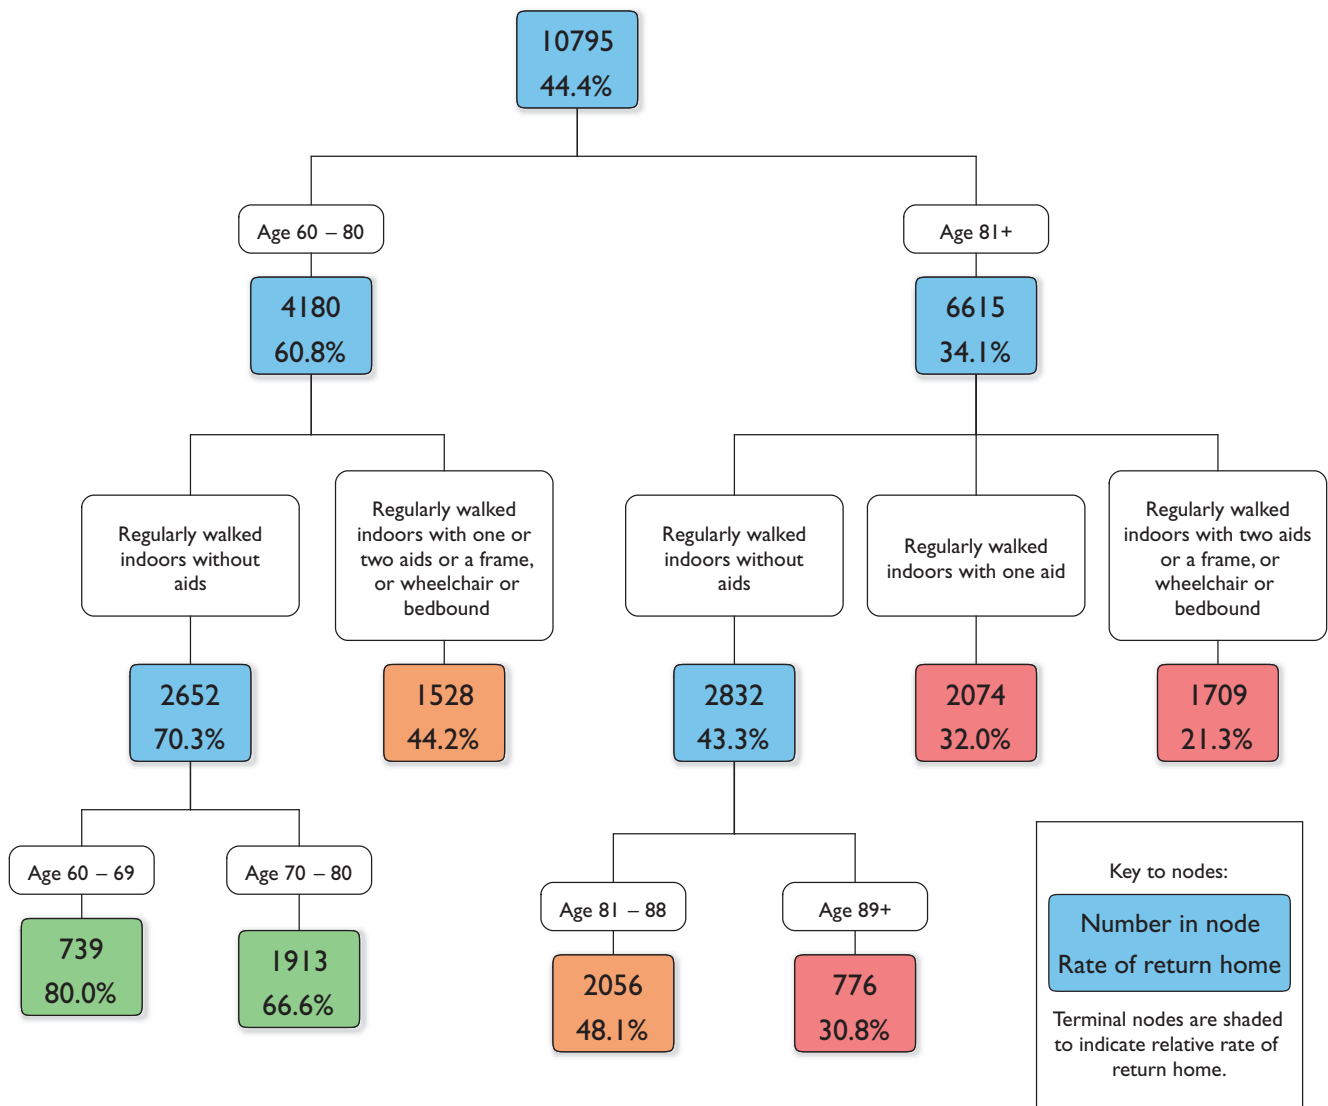 10795
44.4%
Age 60 – 80
Age 81+
4180
60.8%
6615
34.1%
Regularly walked
indoors without
aids
Regularly walked
indoors with one or
two aids or a frame,
or wheelchair or
bedbound
Regularly walked
indoors without
aids
Regularly walked
indoors with one aid
Regularly walked
indoors with two aids
or a frame, or
wheelchair or
bedbound
2652
70.3%
1528
44.2%
2832
43.3%
2074
32.0%
1709
21.3%
Age 60 – 69
Age 70 – 80
Age 81 – 88
Age 89+
739
80.0%
1913
66.6%
2056
48.1%
776
30.8%
Key to nodes:
Number in node
Rate of return home
Terminal nodes are shaded
to indicate relative rate of
return home.